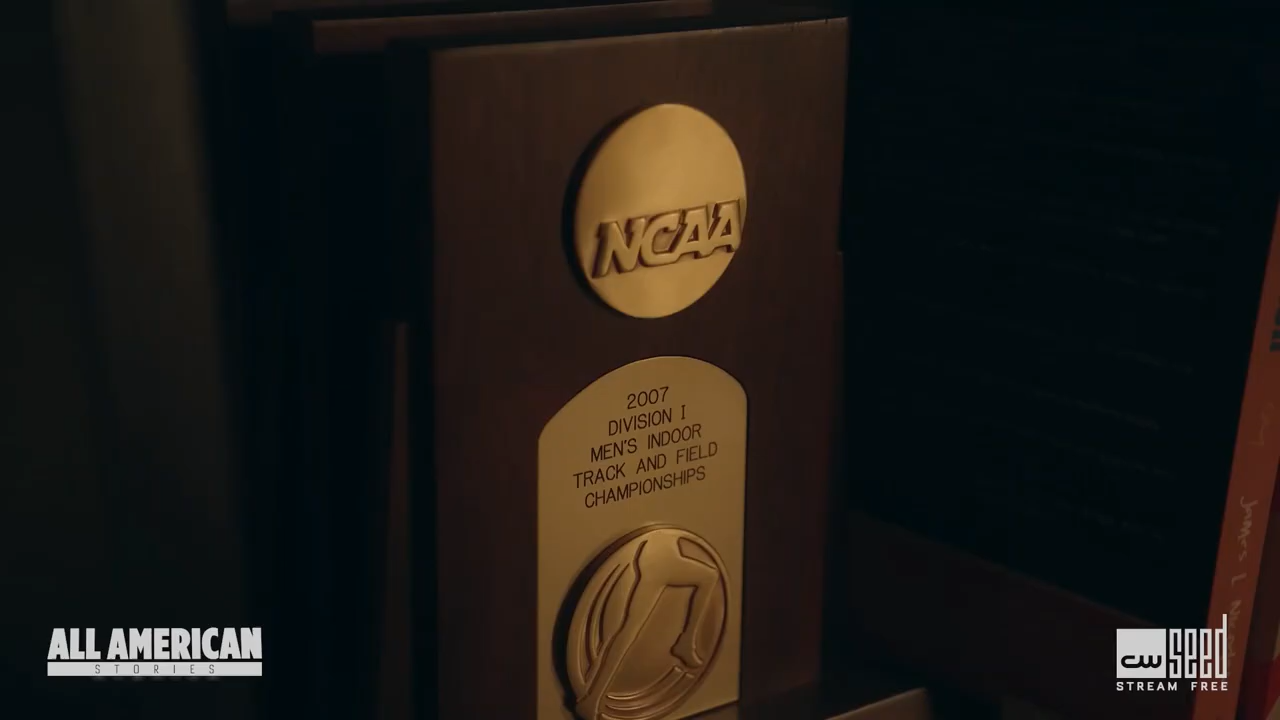 NCAA
2007
DIVISION I
MEN'S INDOOR
TRACK AND FIELD
CHAMPIONSHIPS
ALL AMERICAN
STORIES
CW seed
STREAM FREE